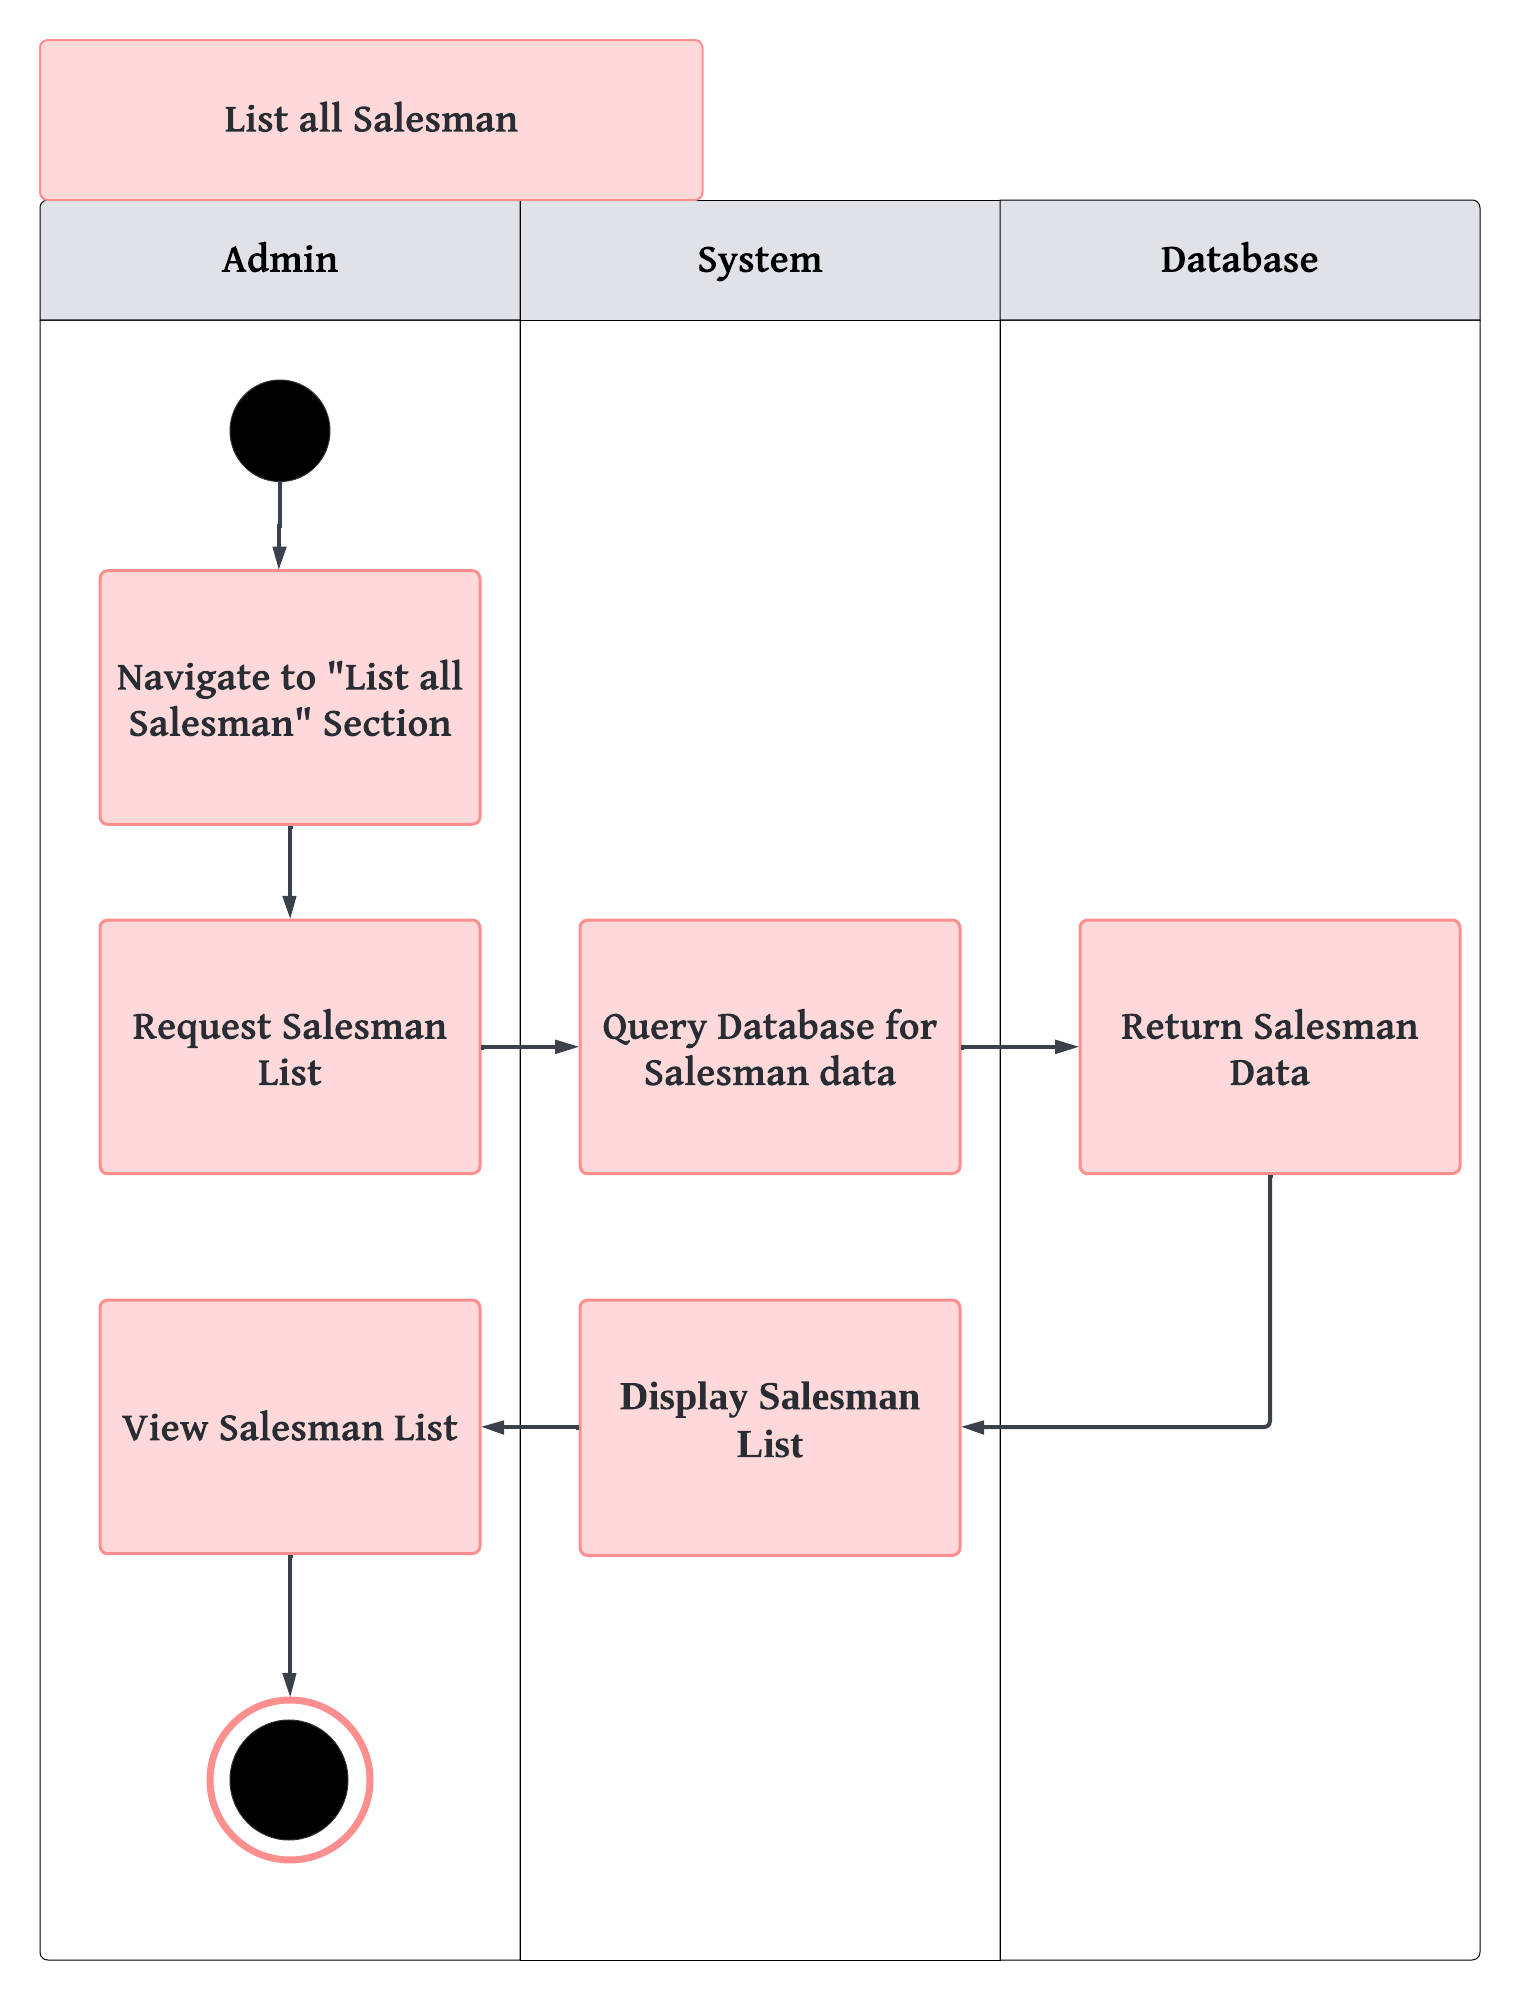 List all Salesman
Admin
System
Database
Navigate to "List all
Salesman" Section
Request Salesman
List
Query Database for
Salesman data
Return Salesman
Data
View Salesman List
Display Salesman
List